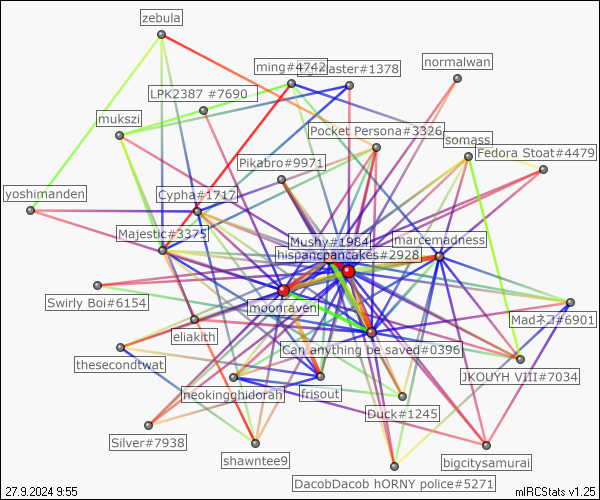 zebula
normalwan
ming#4742
aster#1378
LPK2387 #7690
mukszi
Pocket Persona#3326
somass
Fedora Stoat#4479
Pikabro#9971
yoshimanden
Cypha#1717
Majestic#3375
Mushy#1984
marcemadness
hispancpancakes#2928
Swirly Boi#6154
moonraven
Madネコ#6901
eliakith
Can anything be saved#0396
thesecondtwat
JKOUYH VIII#7034
neokingghidorah
frisout
Duck#1245
Silver#7938
shawntee9
bigcitysamurai
DacobDacob hORNY police#5271
27.9.2024 9:55
mIRCStats v1.25